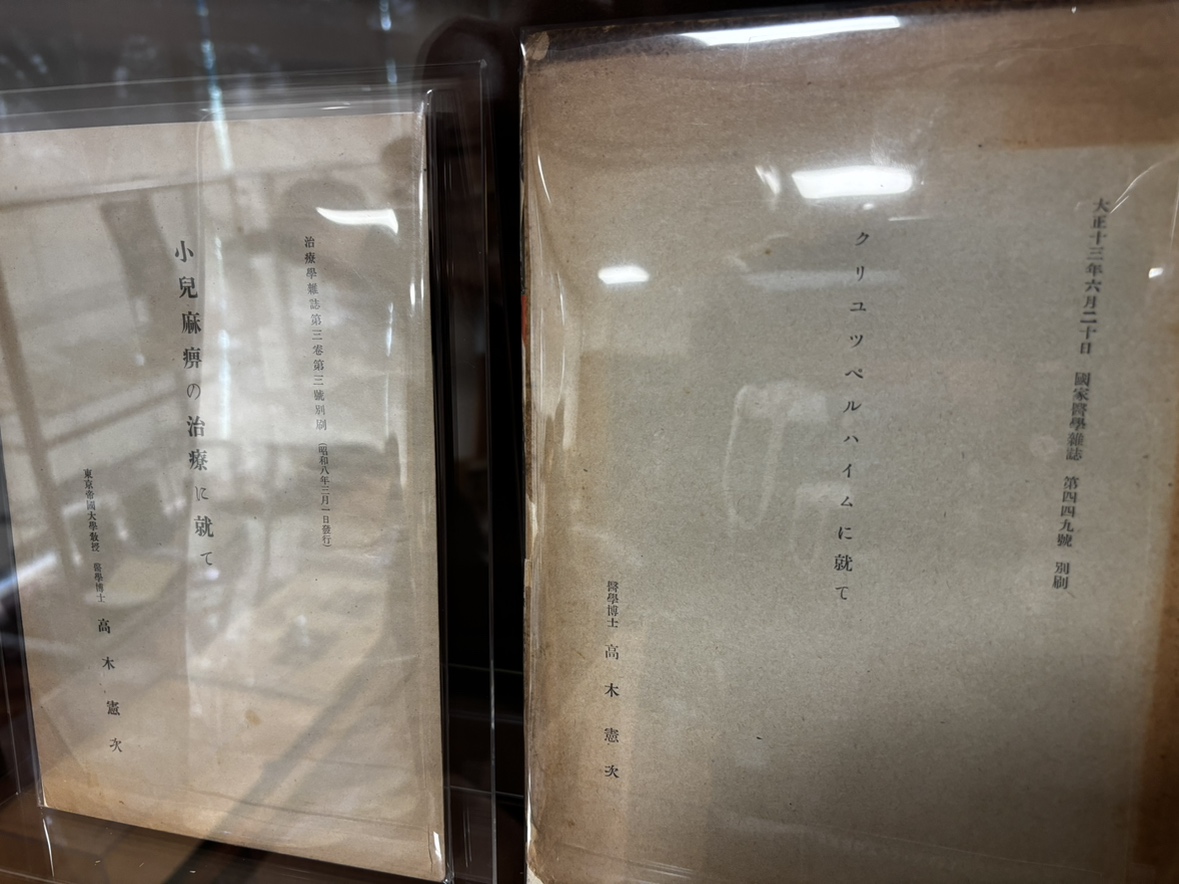 大正十三年六月二十日 國家醫學雜誌 第四四九號 別刷
クリユツペルハイムに就て
醫學博士 高木憲次
治療學雜誌第三卷第三號別刷 (昭和八年三月一日發行)
小兒麻痹の治療に就て
東京帝國大學敎授 醫學博士 高木憲次